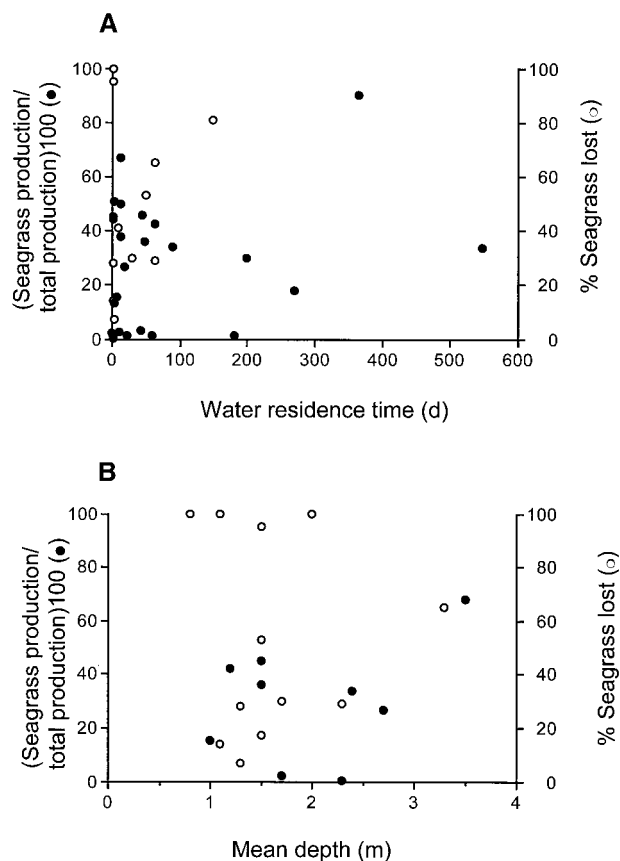 A
(Seagrass production/
total production)100 (●)
100
80
60
40
20
0
0 100 200 300 400 500 600
Water residence time (d)
100
80
60
40
20
0
% Seagrass lost (○)
B
(Seagrass production/
total production)100 (●)
100
80
60
40
20
0
0 1 2 3 4
Mean depth (m)
100
80
60
40
20
0
% Seagrass lost (○)